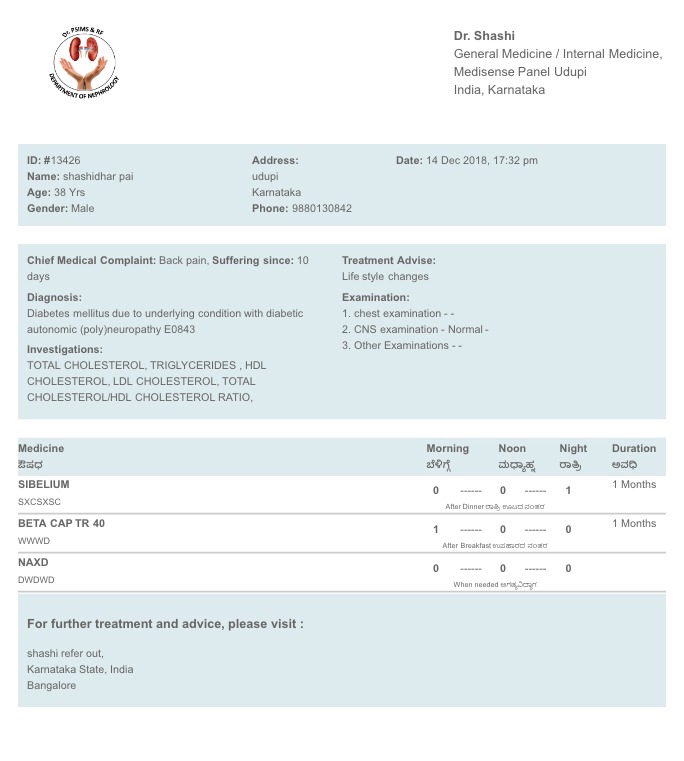 Dr. PSIMS & RF
DEPARTMENT OF NEPHROLOGY
Dr. Shashi
General Medicine / Internal Medicine,
Medisense Panel Udupi
India, Karnataka
ID: #13426 Address: Date: 14 Dec 2018, 17:32 pm
Name: shashidhar pai udupi
Age: 38 Yrs Karnataka
Gender: Male Phone: 9880130842
Chief Medical Complaint: Back pain, Suffering since: 10
days
Diagnosis:
Diabetes mellitus due to underlying condition with diabetic
autonomic (poly)neuropathy E0843
Investigations:
TOTAL CHOLESTEROL, TRIGLYCERIDES , HDL
CHOLESTEROL, LDL CHOLESTEROL, TOTAL
CHOLESTEROL/HDL CHOLESTEROL RATIO,
Treatment Advise:
Life style changes
Examination:
1. chest examination - -
2. CNS examination - Normal -
3. Other Examinations - -
Medicine Morning Noon Night Duration
ಔಷಧ ಬೆಳಿಗ್ಗೆ ಮಧ್ಯಾಹ್ನ ರಾತ್ರಿ ಅವಧಿ
SIBELIUM 0 ------ 0 ------ 1 1 Months
SXCSXSC After Dinner ರಾತ್ರಿ ಊಟದ ನಂತರ
BETA CAP TR 40 1 ------ 0 ------ 0 1 Months
WWWD After Breakfast ಉಪಹಾರದ ನಂತರ
NAXD 0 ------ 0 ------ 0
DWDWD When needed ಅಗತ್ಯವಿದ್ದಾಗ
For further treatment and advice, please visit :
shashi refer out,
Karnataka State, India
Bangalore